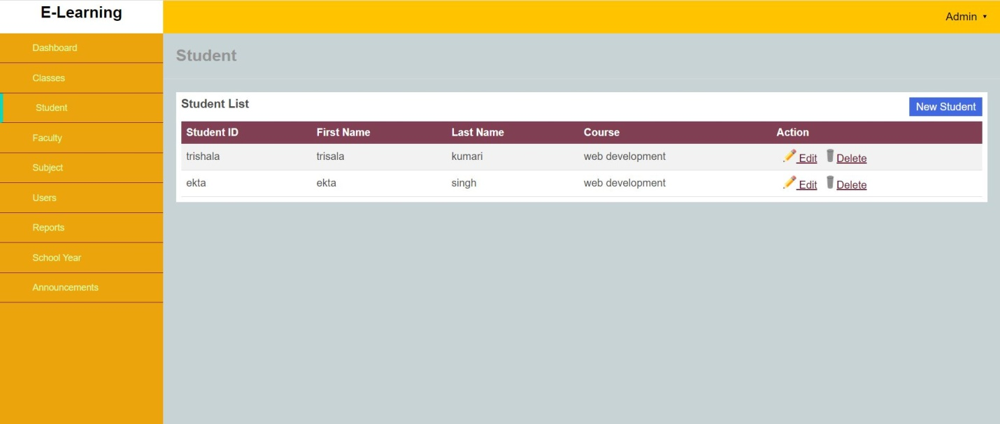 E-Learning
Admin
Dashboard
Classes
Student
Faculty
Subject
Users
Reports
School Year
Announcements
Student
Student List
New Student
Student ID First Name Last Name Course Action
trishala trisala kumari web development Edit Delete
ekta ekta singh web development Edit Delete